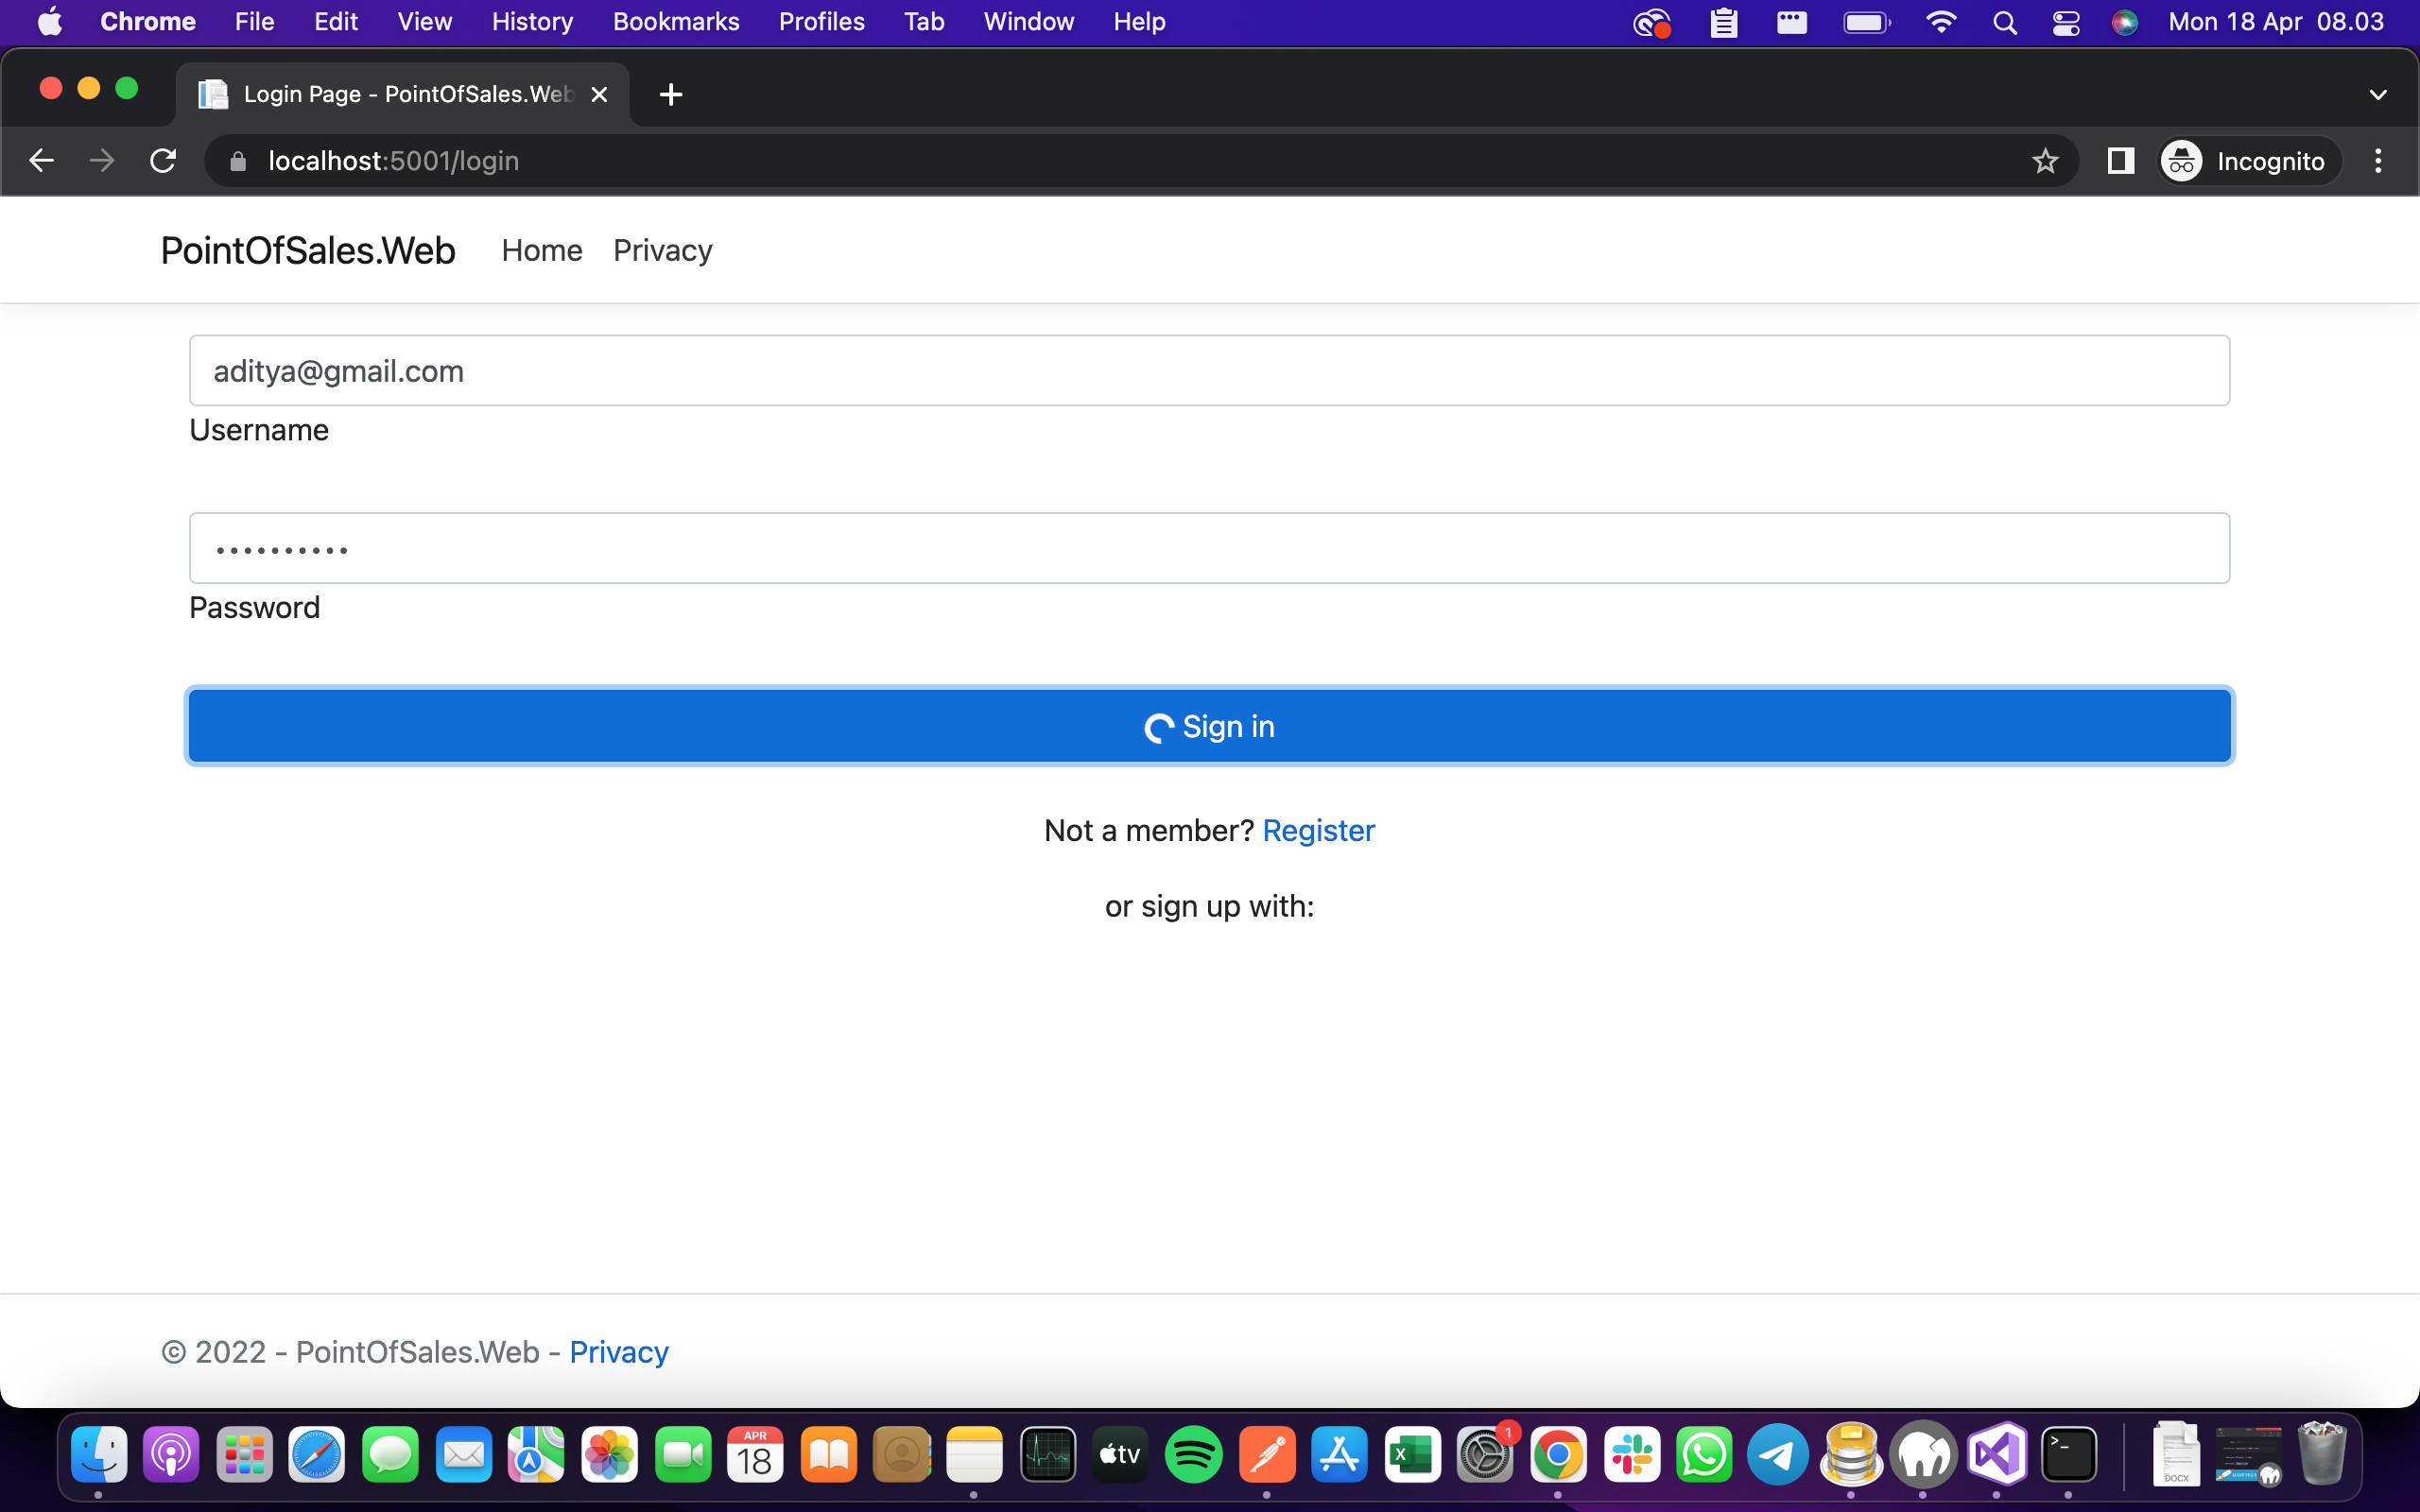 Chrome File Edit View History Bookmarks Profiles Tab Window Help Mon 18 Apr 08.03
Login Page - PointOfSales.Web
localhost:5001/login Incognito
PointOfSales.Web Home Privacy
aditya@gmail.com
Username
••••••••••
Password
Sign in
Not a member? Register
or sign up with:
© 2022 - PointOfSales.Web - Privacy
APR
18
tv
X
1
>_
DOCX